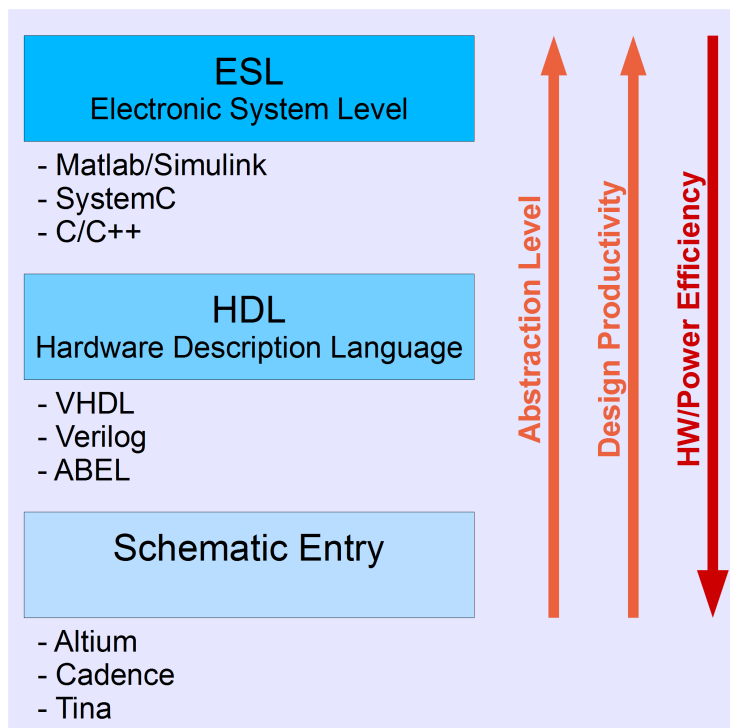 ESL
Electronic System Level
- Matlab/Simulink
- SystemC
- C/C++
HDL
Hardware Description Language
- VHDL
- Verilog
- ABEL
Schematic Entry
- Altium
- Cadence
- Tina
Abstraction Level
Design Productivity
HW/Power Efficiency